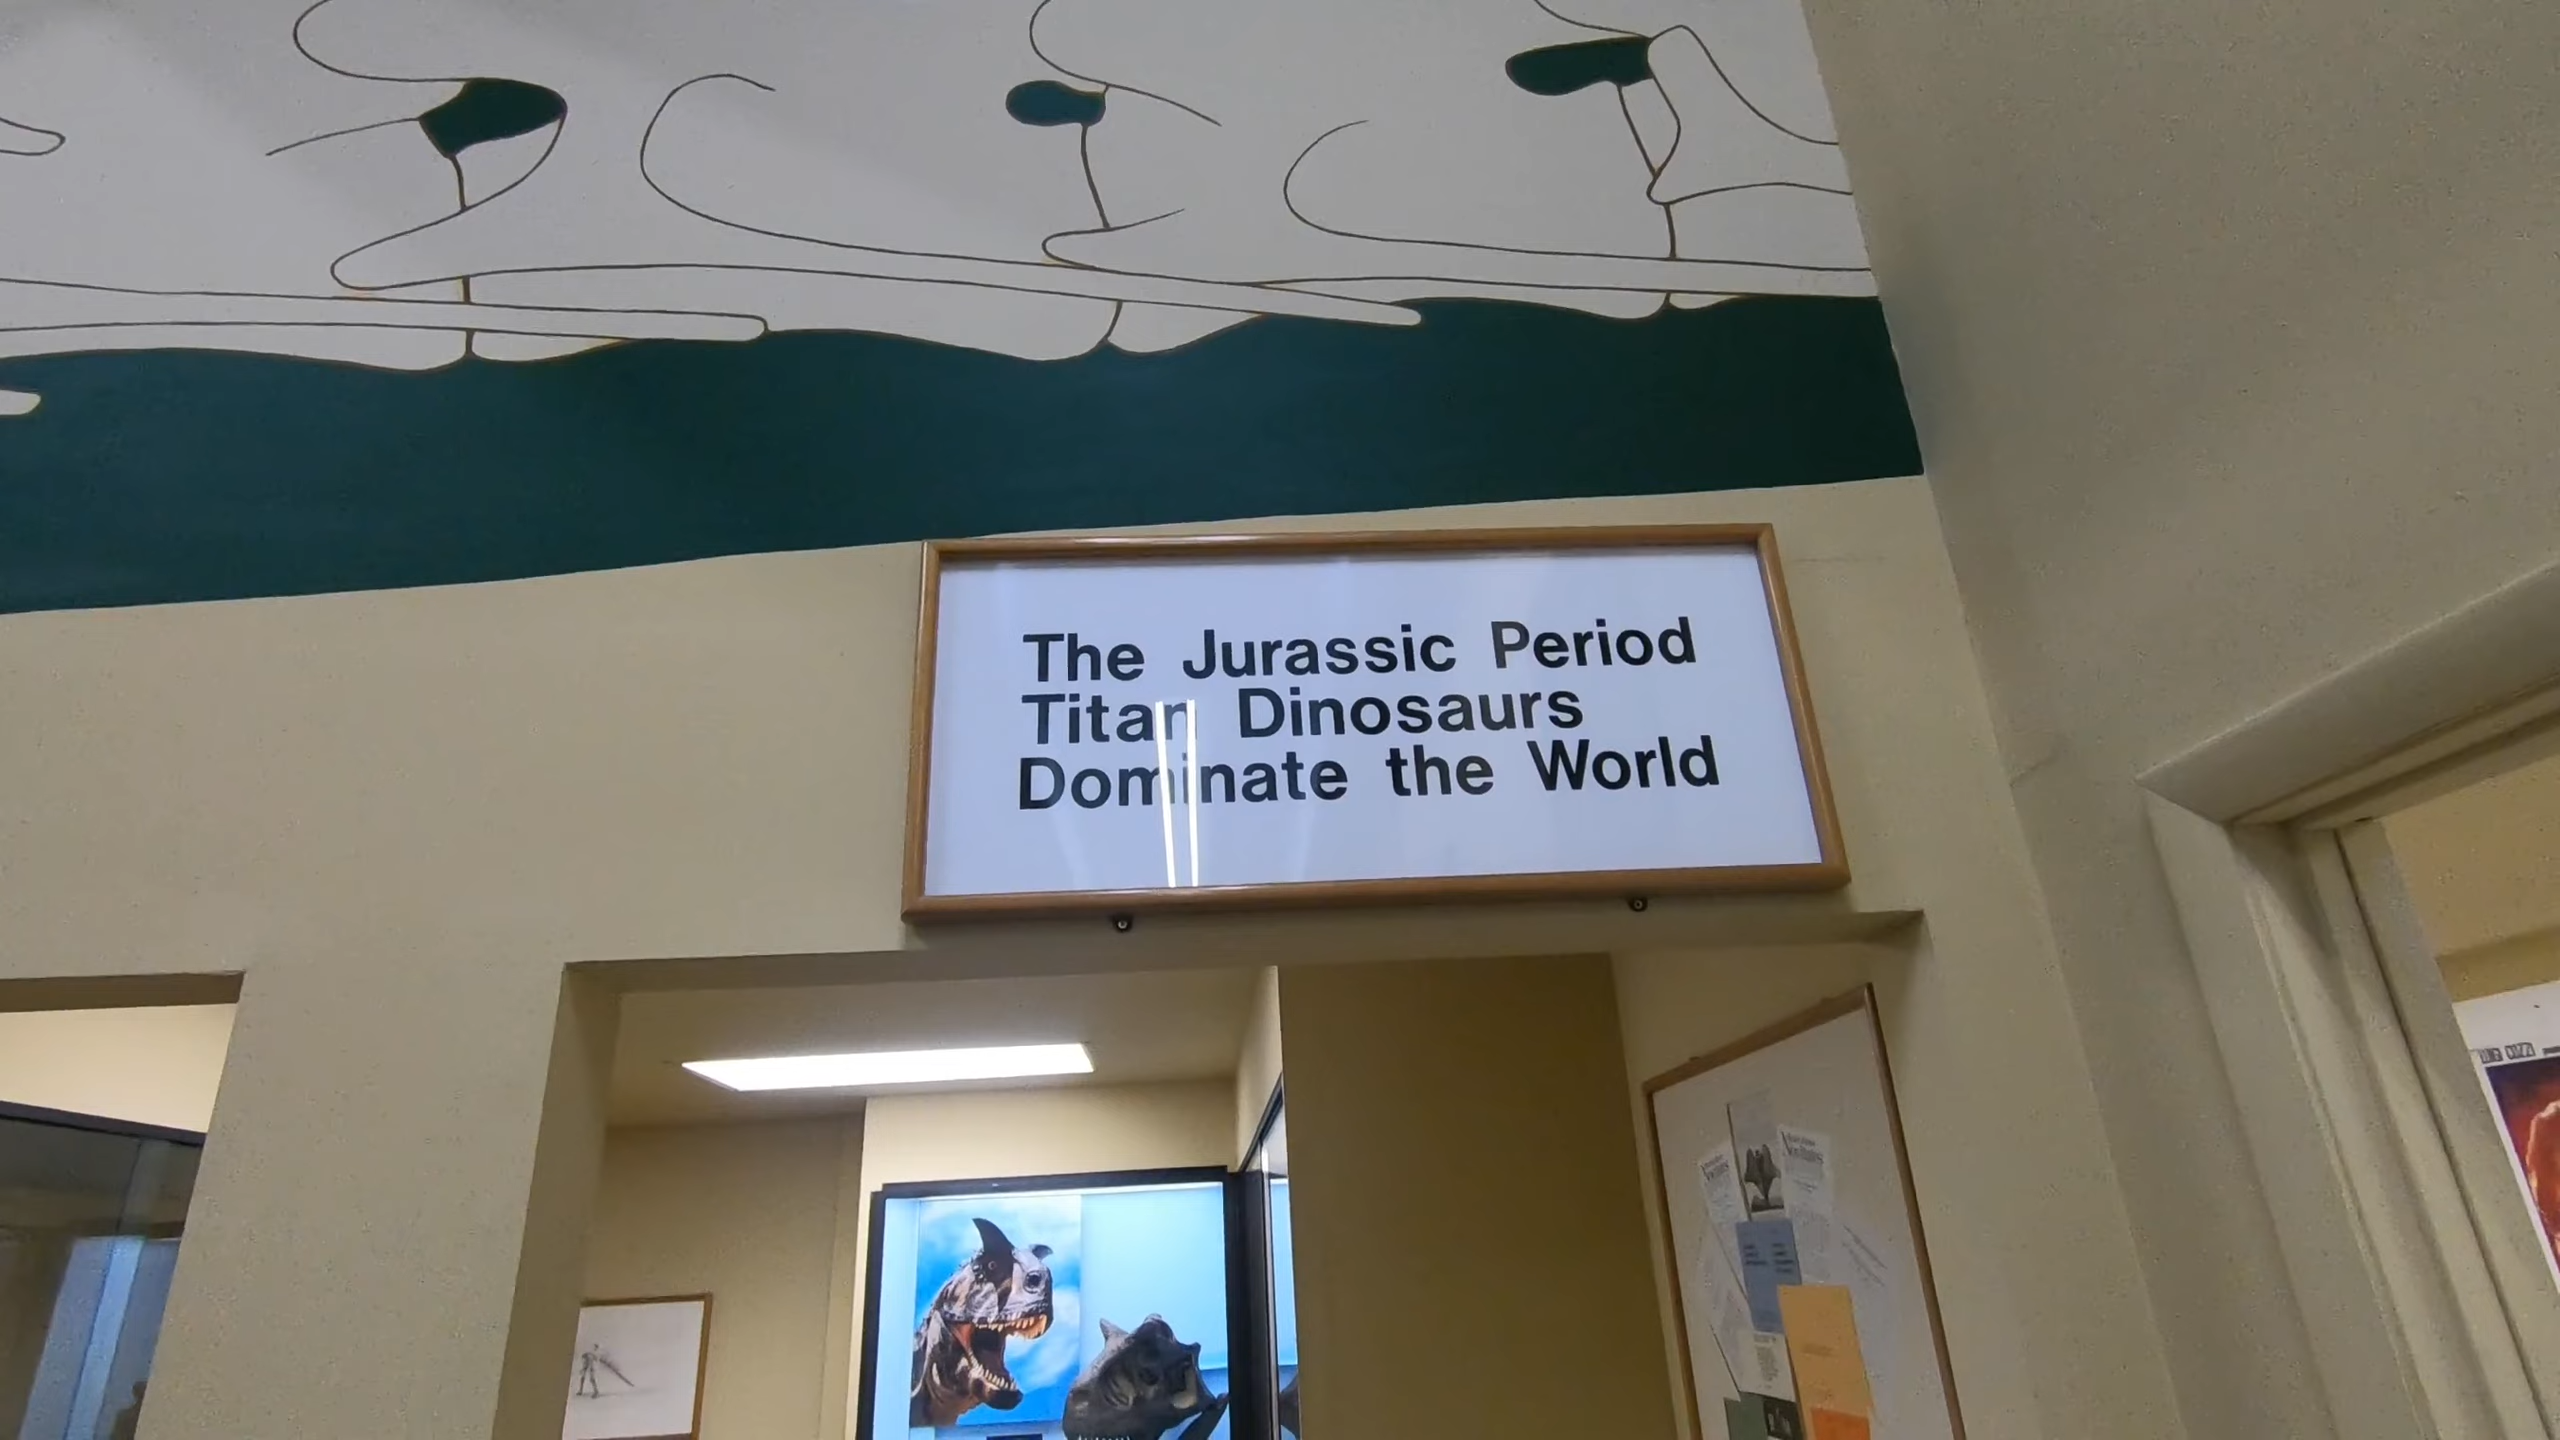 The Jurassic Period
Titan Dinosaurs
Dominate the World